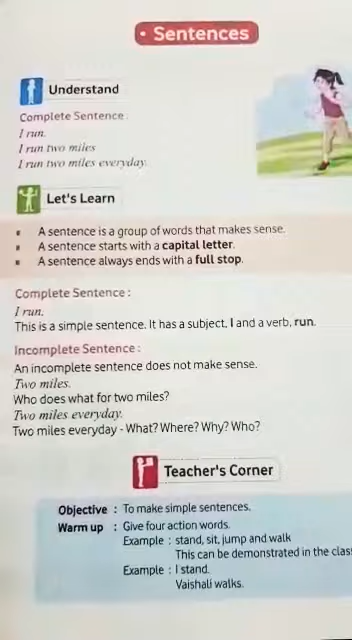 • Sentences
Understand
Complete Sentence :
I run.
I run two miles
I run two miles everyday.
Let's Learn
• A sentence is a group of words that makes sense.
• A sentence starts with a capital letter.
• A sentence always ends with a full stop.
Complete Sentence :
I run.
This is a simple sentence. It has a subject, I and a verb, run.
Incomplete Sentence :
An incomplete sentence does not make sense.
Two miles.
Who does what for two miles?
Two miles everyday.
Two miles everyday - What? Where? Why? Who?
Teacher's Corner
Objective : To make simple sentences.
Warm up : Give four action words.
Example : stand, sit, jump and walk
This can be demonstrated in the clas
Example : I stand.
Vaishali walks.